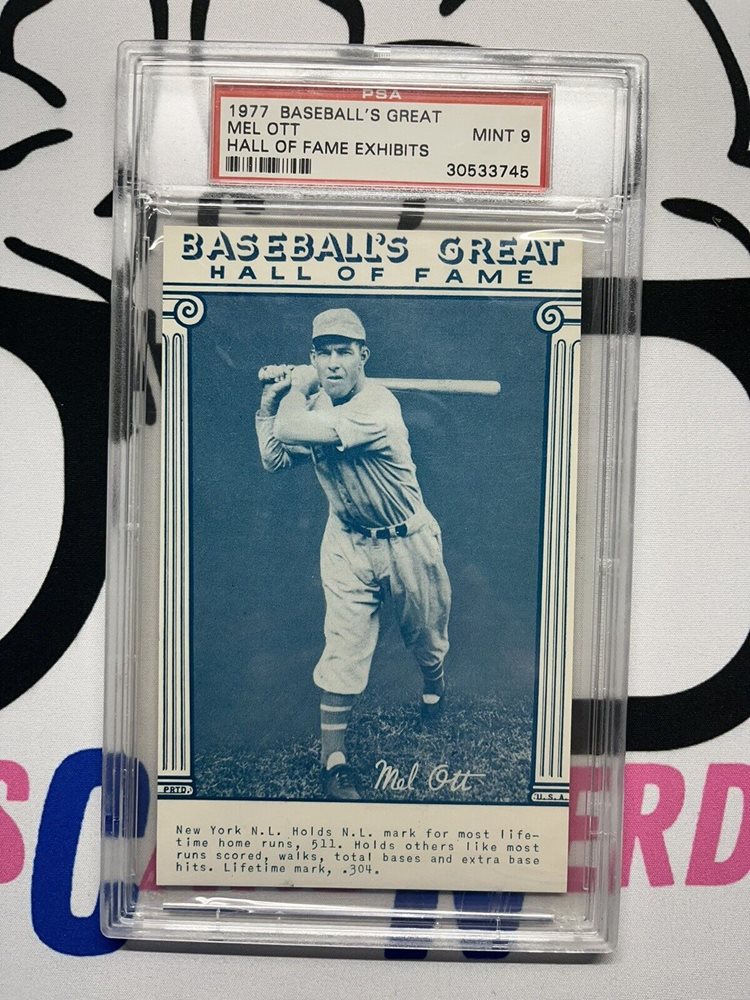 PSA
1977 BASEBALL'S GREAT
MEL OTT
MINT 9
HALL OF FAME EXHIBITS
30533745
BASEBALL'S GREAT
HALL OF FAME
Mel Ott
PRTD.
U.S.A.
New York N.L. Holds N.L. mark for most life-
time home runs, 511. Holds others like most
runs scored, walks, total bases and extra base
hits. Lifetime mark, .304.